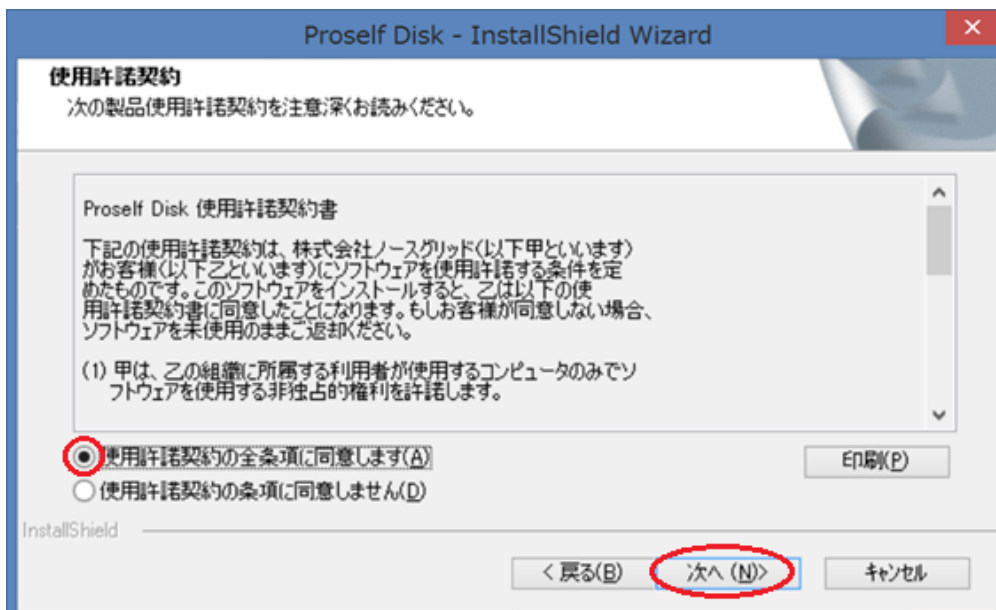 Proself Disk - InstallShield Wizard
使用許諾契約
次の製品使用許諾契約を注意深くお読みください。
Proself Disk 使用許諾契約書
下記の使用許諾契約は、株式会社ノースグリッド(以下甲といいます)
がお客様(以下乙といいます)にソフトウェアを使用許諾する条件を定
めたものです。このソフトウェアをインストールすると、乙は以下の使
用許諾契約書に同意したことになります。もしお客様が同意しない場合、
ソフトウェアを未使用のままご返却ください。
(1) 甲は、乙の組織に所属する利用者が使用するコンピュータのみでソ
フトウェアを使用する非独占的権利を許諾します。
使用許諾契約の全条項に同意します(A)
印刷(P)
使用許諾契約の条項に同意しません(D)
InstallShield
< 戻る(B)
次へ (N)>
キャンセル